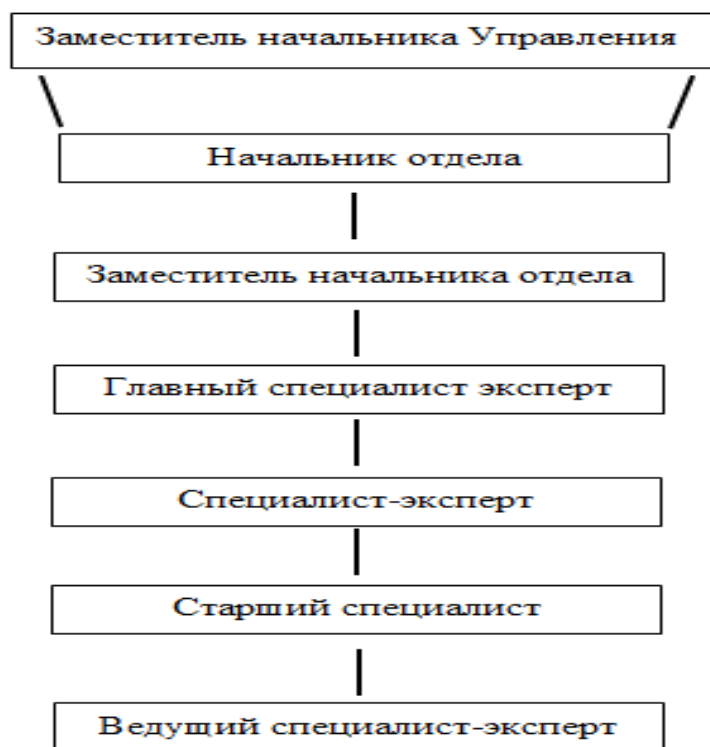 Заместитель начальника Управления
Начальник отдела
Заместитель начальника отдела
Главный специалист эксперт
Специалист-эксперт
Старший специалист
Ведущий специалист-эксперт